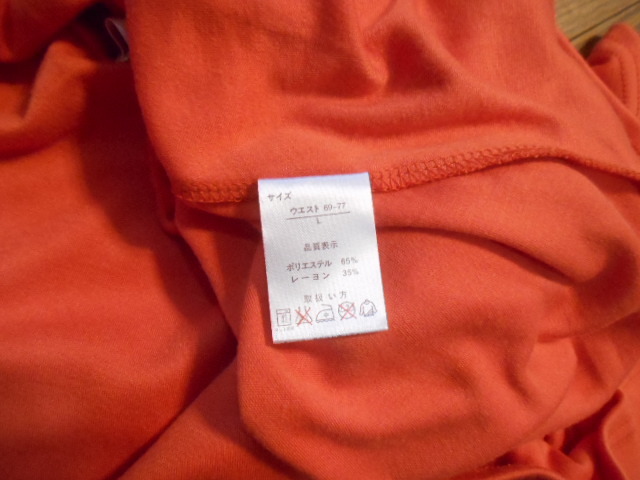 サイズ
ウエスト 69-77
L
品質表示
ポリエステル 65%
レーヨン 35%
取扱い方